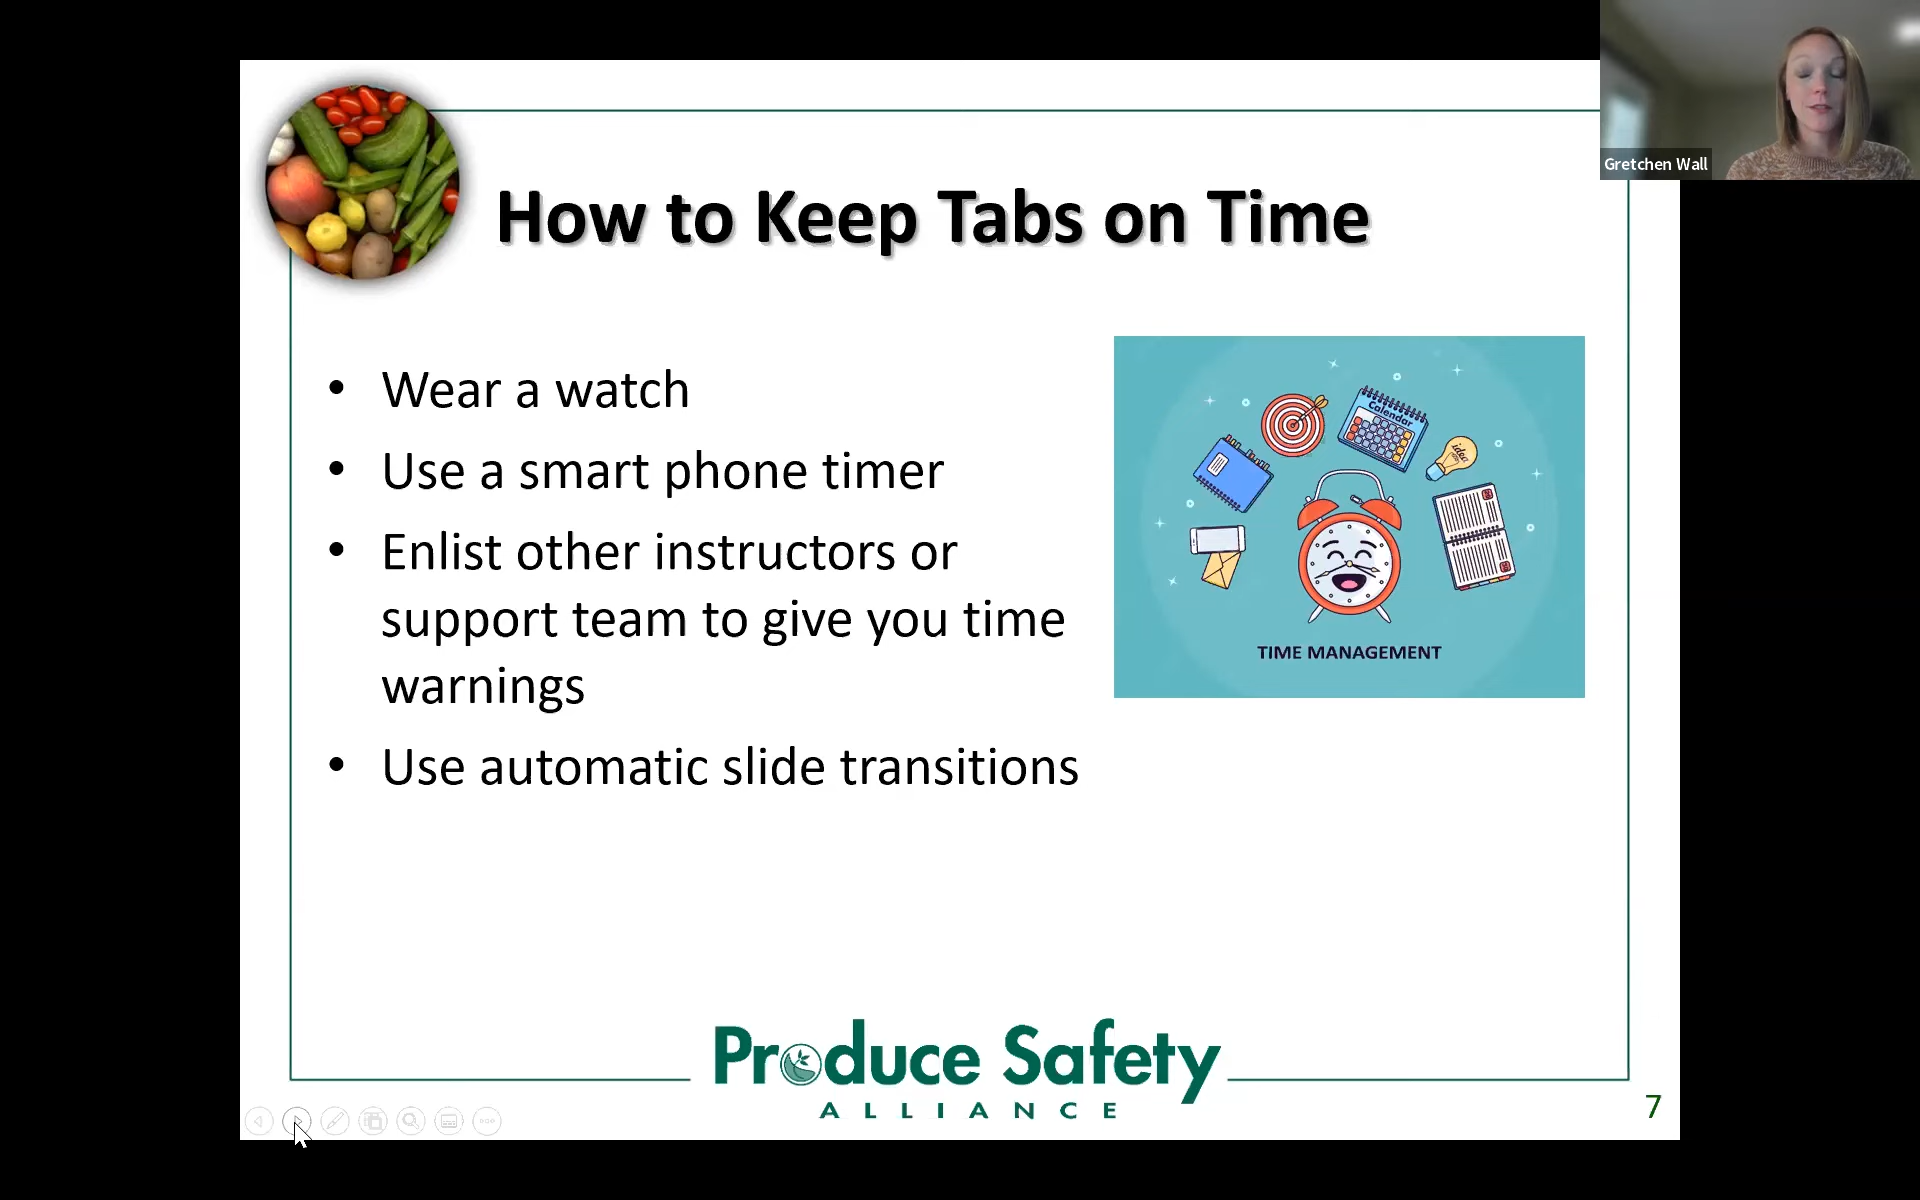 Gretchen Wall
How to Keep Tabs on Time
• Wear a watch
• Use a smart phone timer
• Enlist other instructors or
support team to give you time
warnings
• Use automatic slide transitions
Calendar
idea
TIME MANAGEMENT
Produce Safety
ALLIANCE
7